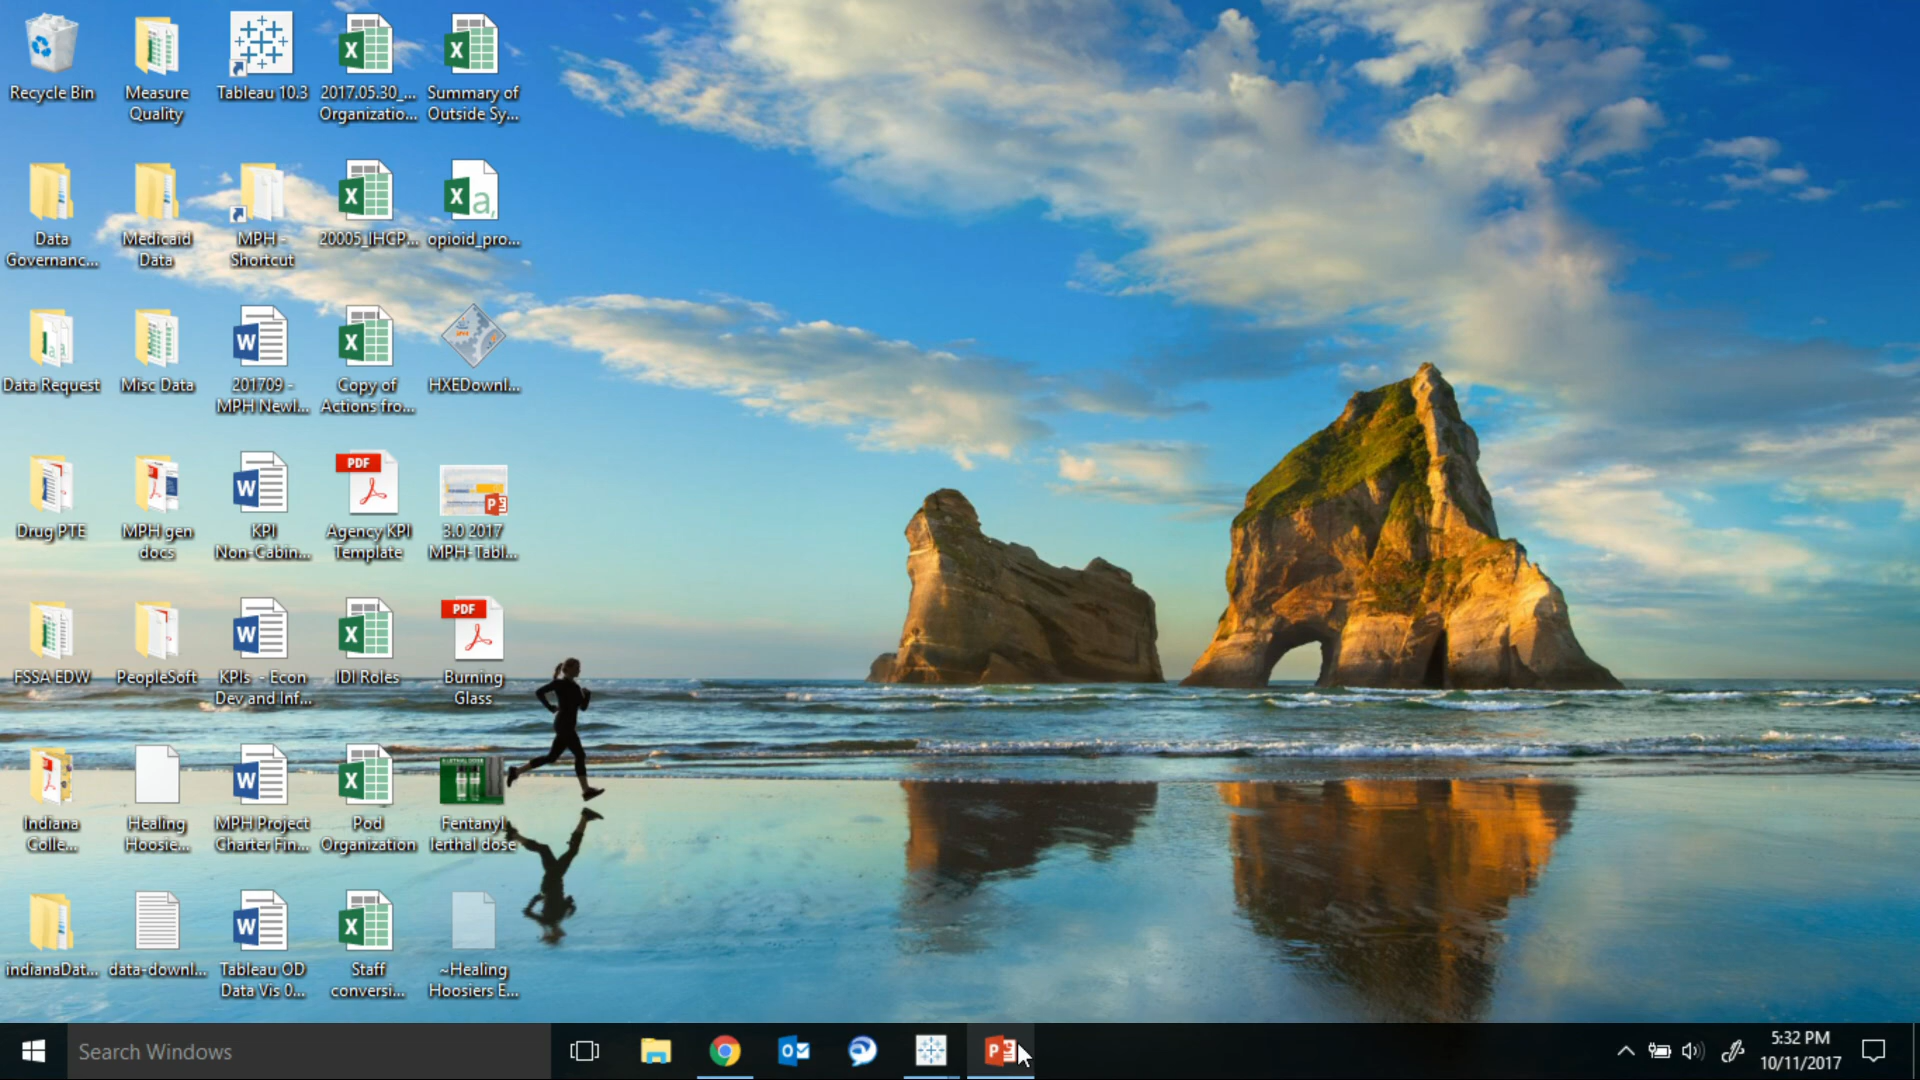 Recycle Bin
Measure
Quality
Tableau 10.3
2017.05.30_...
Organizatio...
Summary of
Outside Sy...
Data
Governanc...
Medicaid
Data
MPH -
Shortcut
20005_IHCP...
opioid_pro...
Data Request
Misc Data
201709 -
MPH Newl...
Copy of
Actions fro...
HXEDownl...
Drug PTE
MPH gen
docs
KPI
Non-Cabin...
PDF
Agency KPI
Template
3.0 2017
MPH-Tabl...
FSSA EDW
PeopleSoft
KPIs - Econ
Dev and Inf...
IDI Roles
PDF
Burning
Glass
Indiana
Colle...
Healing
Hoosie...
MPH Project
Charter Fin...
Pod
Organization
Fentanyl
lerthal dose
indianaDat...
data-downl...
Tableau OD
Data Vis 0...
Staff
conversi...
~Healing
Hoosiers E...
Search Windows
5:32 PM
10/11/2017